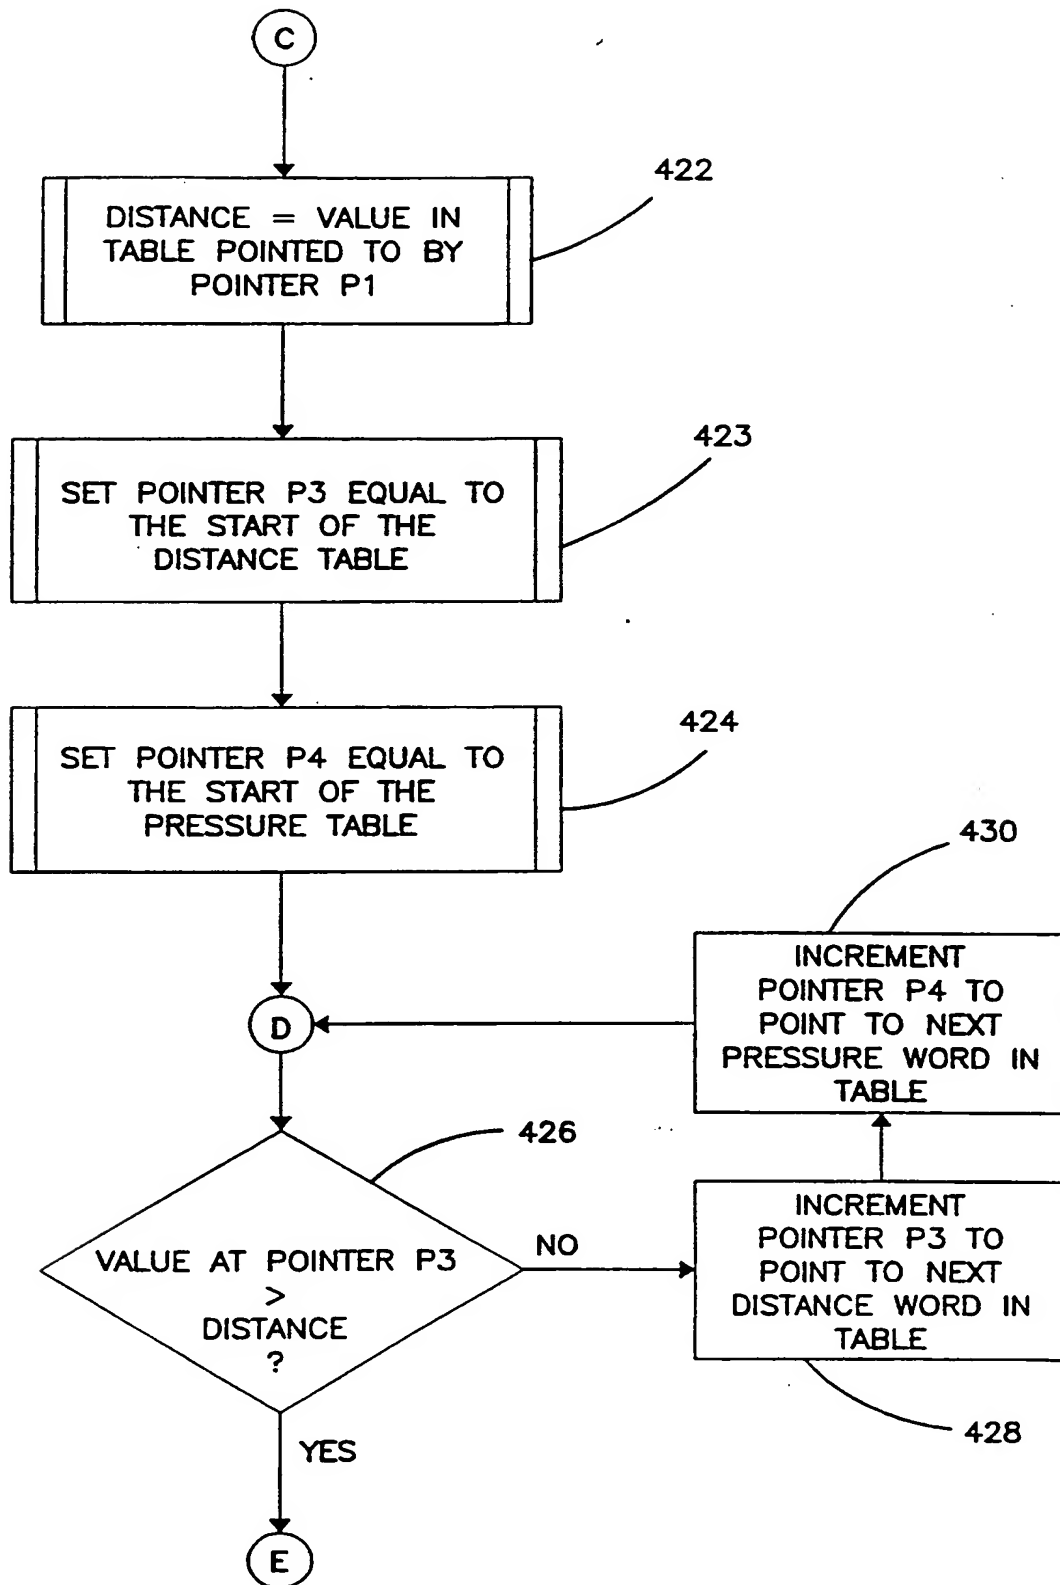 C
422
DISTANCE = VALUE IN
TABLE POINTED TO BY
POINTER P1
423
SET POINTER P3 EQUAL TO
THE START OF THE
DISTANCE TABLE
424
SET POINTER P4 EQUAL TO
THE START OF THE
PRESSURE TABLE
430
INCREMENT
POINTER P4 TO
POINT TO NEXT
PRESSURE WORD IN
TABLE
D
426
VALUE AT POINTER P3
>
DISTANCE
?
NO
INCREMENT
POINTER P3 TO
POINT TO NEXT
DISTANCE WORD IN
TABLE
428
YES
E